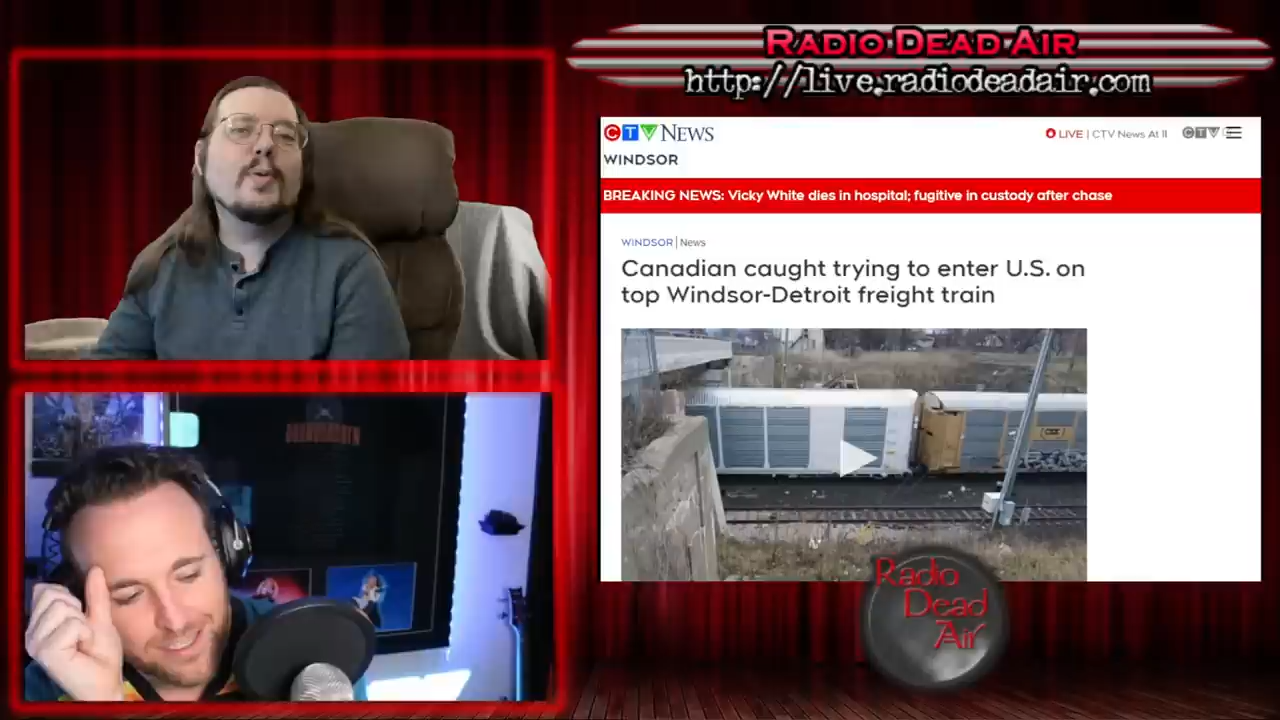 RADIO DEAD AIR
http://live.radiodeadair.com
CTV NEWS
LIVE | CTV News At 11
CTV
WINDSOR
BREAKING NEWS: Vicky White dies in hospital; fugitive in custody after chase
WINDSOR | News
Canadian caught trying to enter U.S. on
top Windsor-Detroit freight train
Radio
Dead
Air